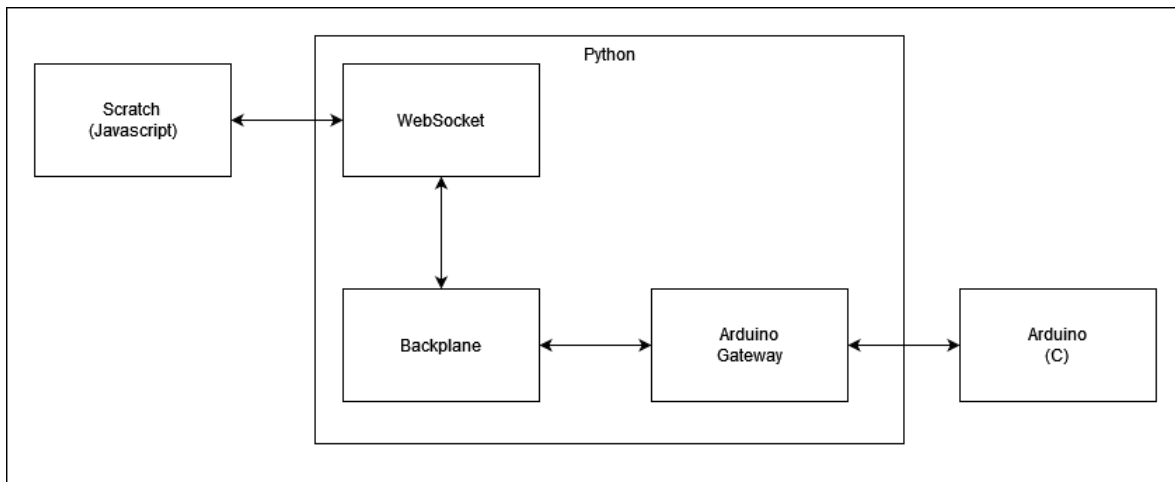 Python
Scratch
(Javascript)
WebSocket
Backplane
Arduino
Gateway
Arduino
(C)